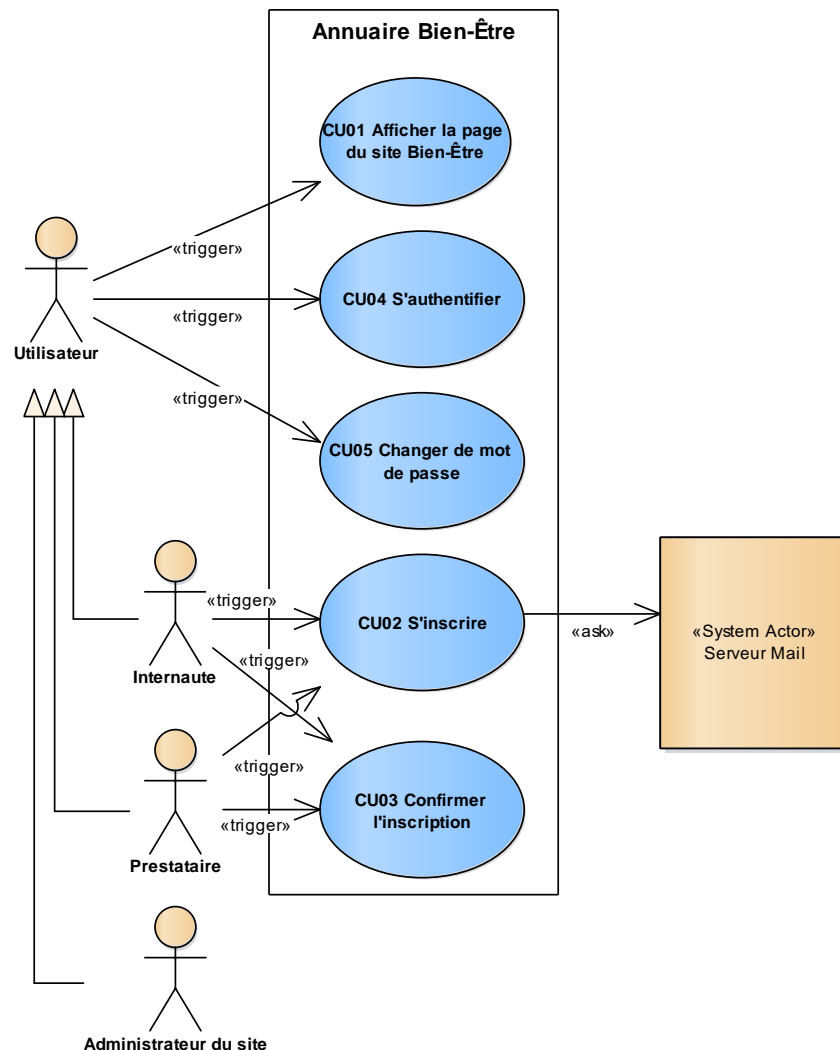 Annuaire Bien-Être
CU01 Afficher la page
du site Bien-Être
«trigger»
CU04 S'authentifier
«trigger»
Utilisateur
«trigger»
CU05 Changer de mot
de passe
«trigger»
CU02 S'inscrire
«ask»
«System Actor»
Serveur Mail
«trigger»
Internaute
«trigger»
CU03 Confirmer
l'inscription
«trigger»
Prestataire
Administrateur du site